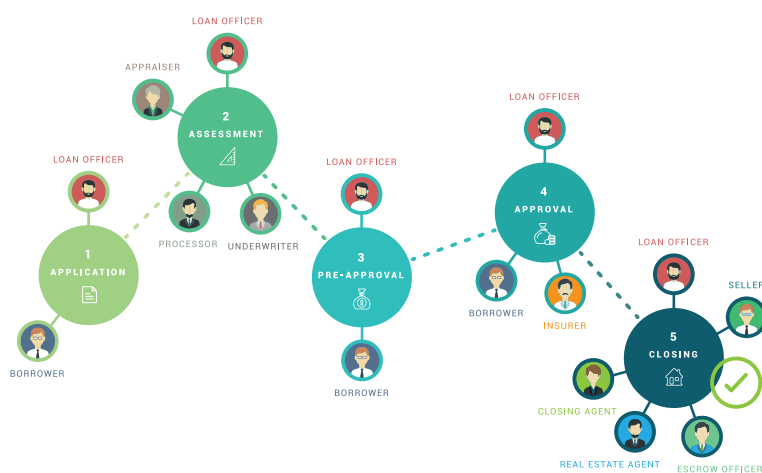 LOAN OFFICER
APPRAISER
2
ASSESSMENT
PROCESSOR
UNDERWRITER
LOAN OFFICER
1
APPLICATION
BORROWER
LOAN OFFICER
3
PRE-APPROVAL
BORROWER
LOAN OFFICER
4
APPROVAL
BORROWER
INSURER
LOAN OFFICER
SELLER
5
CLOSING
CLOSING AGENT
REAL ESTATE AGENT
ESCROW OFFICER